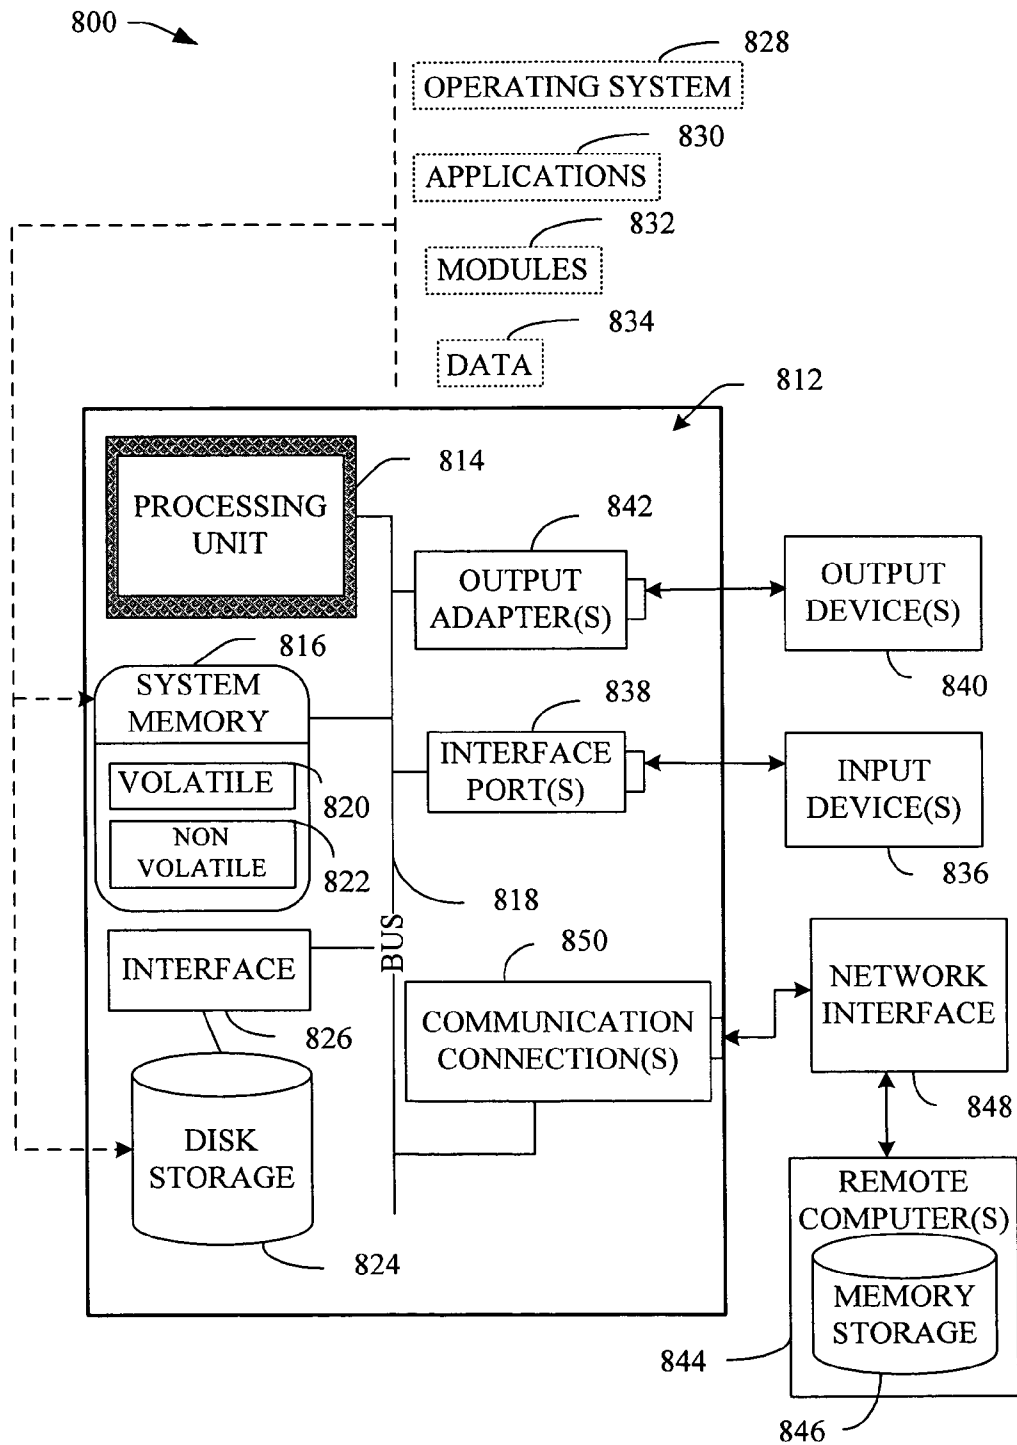 800
828
OPERATING SYSTEM
830
APPLICATIONS
832
MODULES
834
DATA
812
814
PROCESSING
UNIT
842
OUTPUT
ADAPTER(S)
OUTPUT
DEVICE(S)
840
816
SYSTEM
MEMORY
838
INTERFACE
PORT(S)
INPUT
DEVICE(S)
836
VOLATILE
820
NON
VOLATILE
822
818
BUS
850
INTERFACE
826
COMMUNICATION
CONNECTION(S)
NETWORK
INTERFACE
848
DISK
STORAGE
824
REMOTE
COMPUTER(S)
MEMORY
STORAGE
844
846